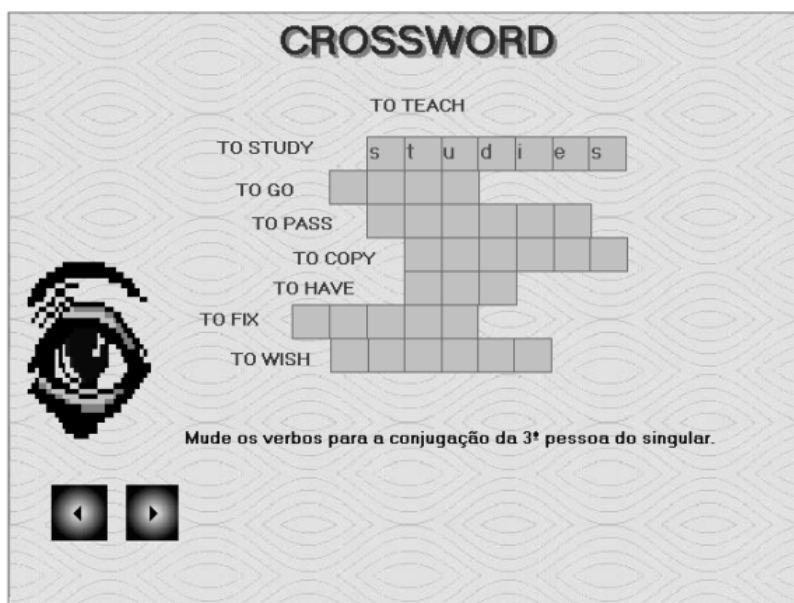 CROSSWORD
TO TEACH
TO STUDY s t u d i e s
TO GO
TO PASS
TO COPY
TO HAVE
TO FIX
TO WISH
Mude os verbos para a conjugação da 3ª pessoa do singular.